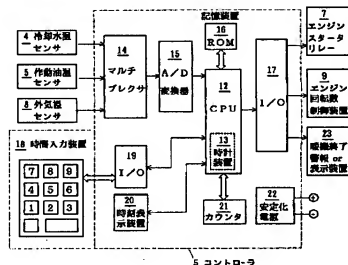 4 冷却水温
センサ
5 作動油温
センサ
8 外気温
センサ
14
マルチ
プレクサ
15
A/D
変換器
記憶装置
16
ROM
12
CPU
13
時計
装置
17
I/O
7
エンジン
スタータ
リレー
9
エンジン
回転数
制御装置
23
暖機終了
警報 or
表示装置
18 時間入力装置
7 8 9
4 5 6
1 2 3
19
I/O
20
時刻表
示装置
21
カウンタ
22
安定化
電源
+
−
5 コントローラ